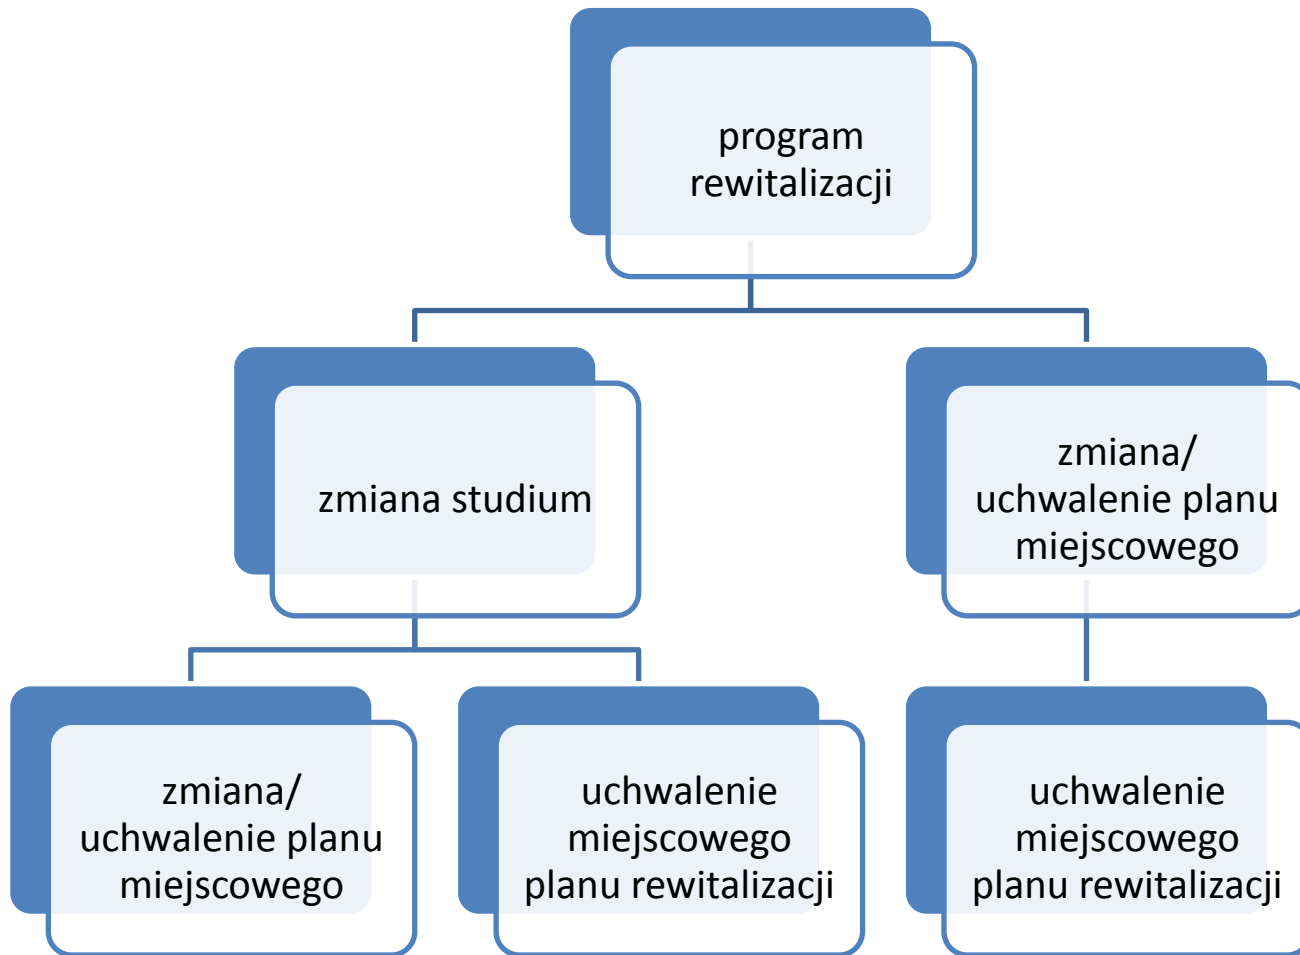 program
rewitalizacji
zmiana studium
zmiana/
uchwalenie planu
miejscowego
zmiana/
uchwalenie planu
miejscowego
uchwalenie
miejscowego
planu rewitalizacji
uchwalenie
miejscowego
planu rewitalizacji